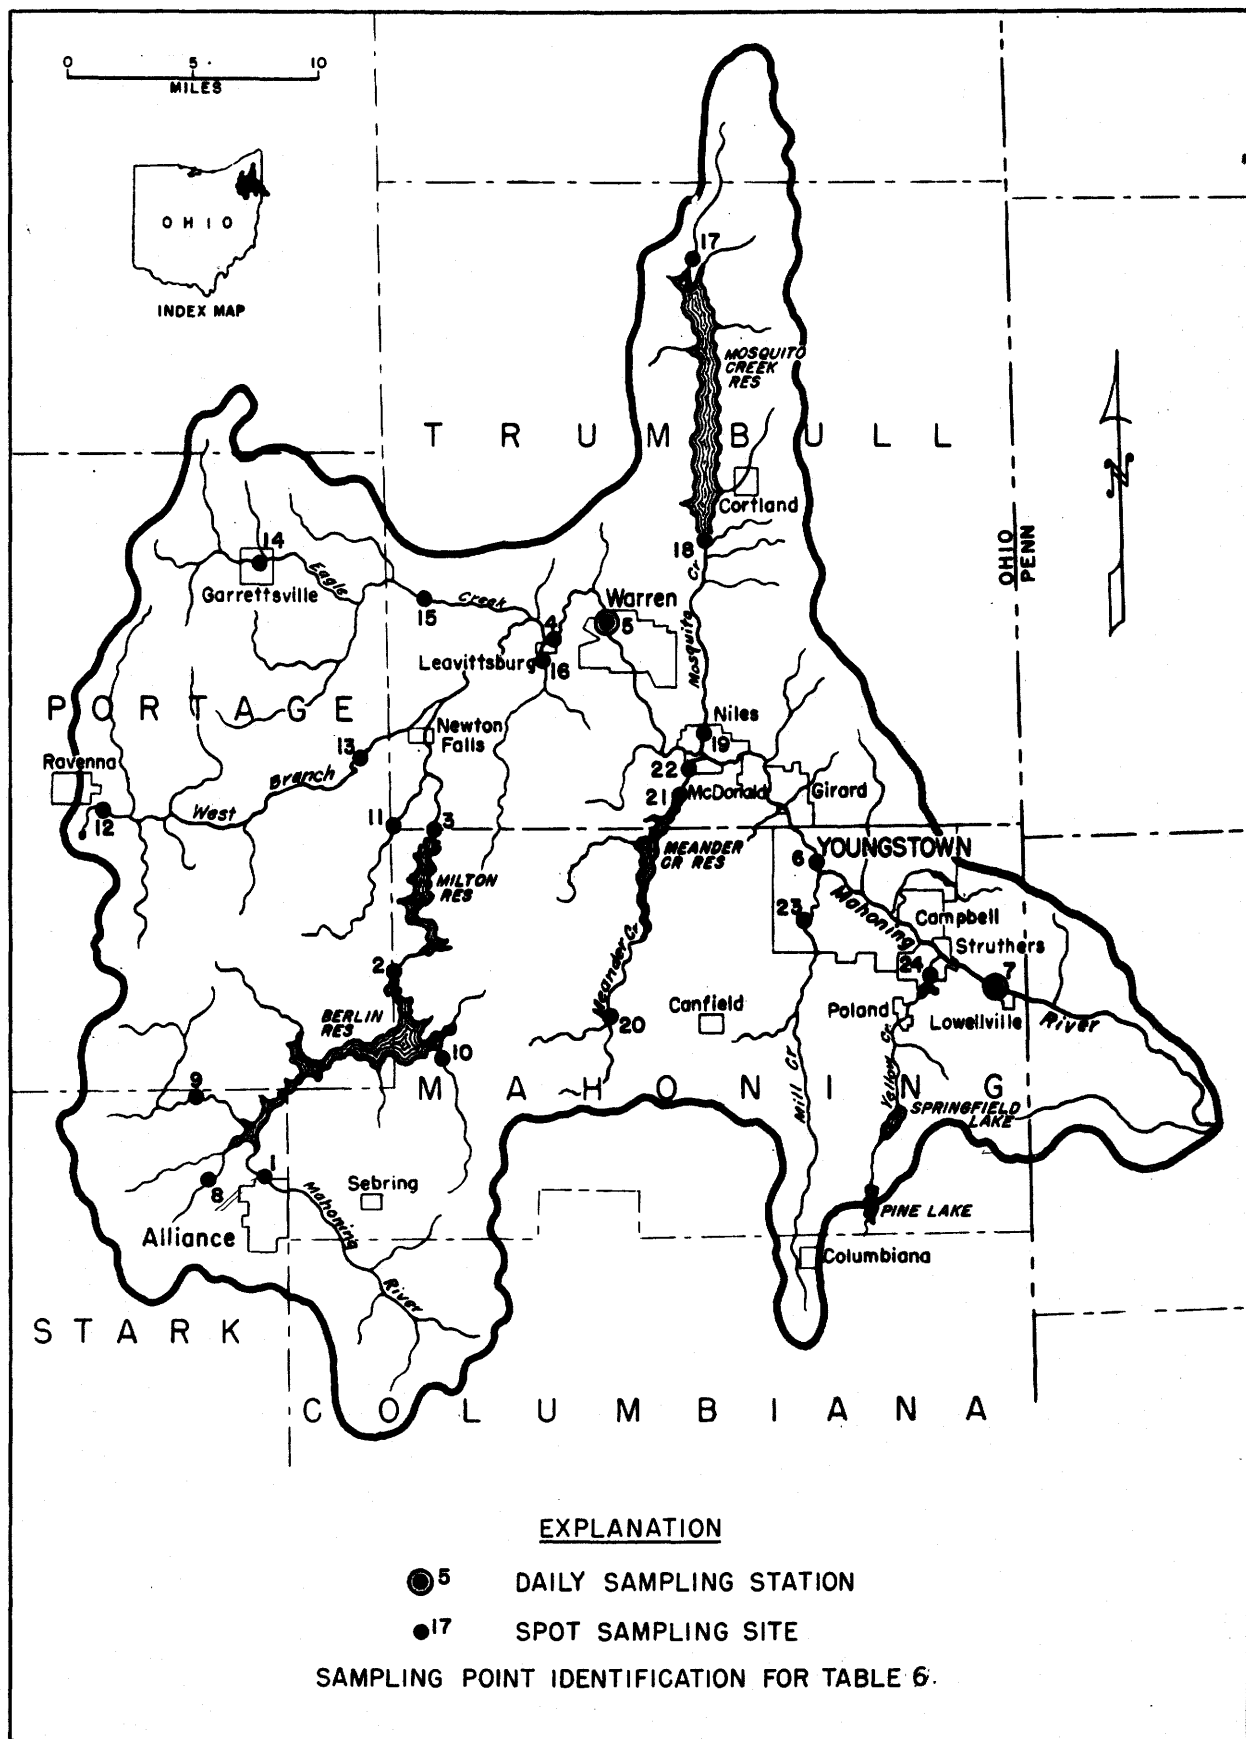 0 5 10
MILES
OHIO
INDEX MAP
17
MOSQUITO
CREEK
RES
TRUMBULL
Cortland
N
18
OHIO
PENN
14
Garrettsville
Eagle
Creek
15
Mosquito Cr
Warren
5
4
Leavittsburg
16
PORTAGE
Newton
Falls
Niles
19
13
Ravenna
22
21
McDonald
Girard
West Branch
12
11
3
MEANDER
CR RES
YOUNGSTOWN
6
MILTON
RES
23
Mahoning
Campbell
Struthers
2
24
7
Meander Cr
Canfield
Poland
Lowellville
River
BERLIN
RES
20
10
Mill Cr
Yellow Cr
9
MAHONING
SPRINGFIELD
LAKE
1
8
Sebring
Mahoning
River
PINE LAKE
Alliance
Columbiana
STARK
COLUMBIANA
EXPLANATION
5 DAILY SAMPLING STATION
17 SPOT SAMPLING SITE
SAMPLING POINT IDENTIFICATION FOR TABLE 6.